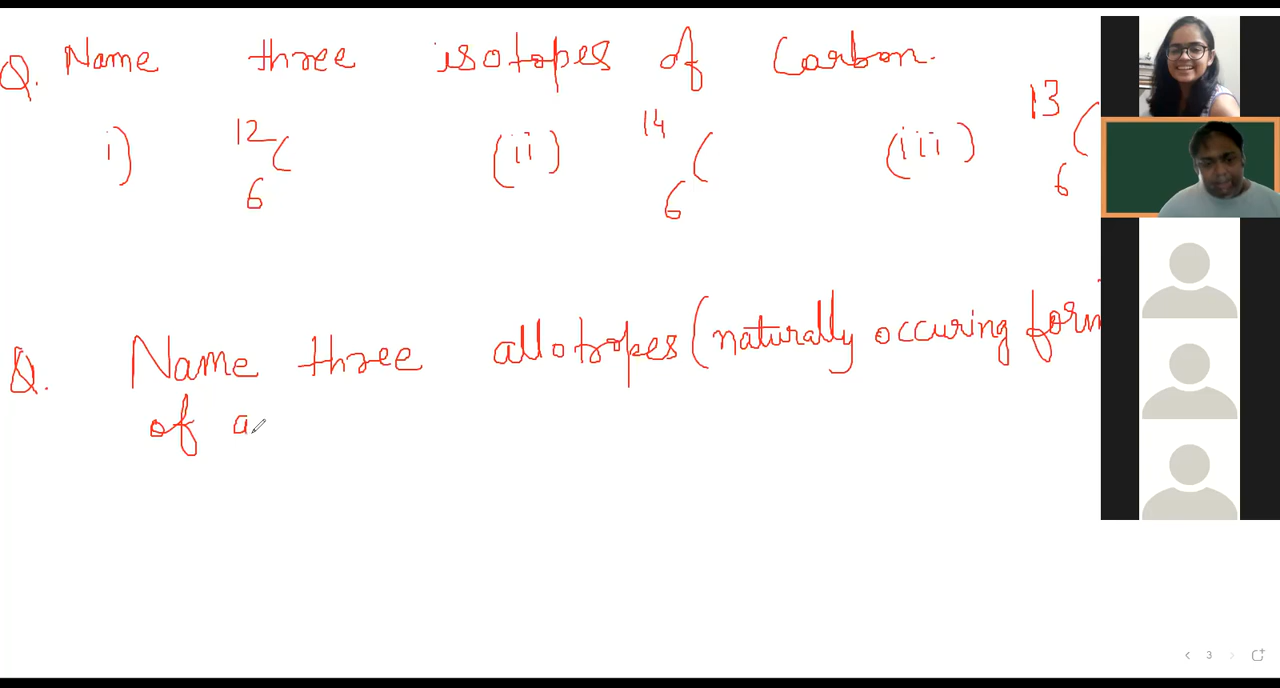 Q. Name three isotopes of Carbon.
i) 12 6 C (ii) 14 6 C (iii) 13 6 C
Q. Name three allotropes (naturally occuring form
of a
3